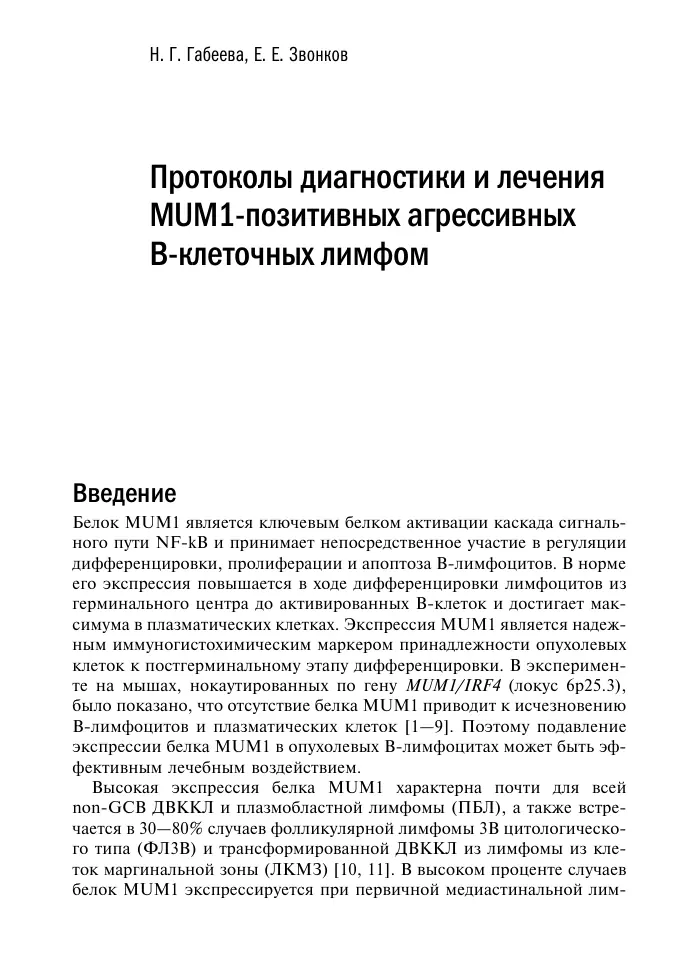 Н. Г. Габеева, Е. Е. Звонков
Протоколы диагностики и лечения
MUM1-позитивных агрессивных
В-клеточных лимфом
Введение
Белок MUM1 является ключевым белком активации каскада сигналь-
ного пути NF-kB и принимает непосредственное участие в регуляции
дифференцировки, пролиферации и апоптоза В-лимфоцитов. В норме
его экспрессия повышается в ходе дифференцировки лимфоцитов из
герминального центра до активированных В-клеток и достигает мак-
симума в плазматических клетках. Экспрессия MUM1 является надеж-
ным иммуногистохимическим маркером принадлежности опухолевых
клеток к постгерминальному этапу дифференцировки. В эксперимен-
те на мышах, нокаутированных по гену MUM1/IRF4 (локус 6p25.3),
было показано, что отсутствие белка MUM1 приводит к исчезновению
В-лимфоцитов и плазматических клеток [1—9]. Поэтому подавление
экспрессии белка MUM1 в опухолевых В-лимфоцитах может быть эф-
фективным лечебным воздействием.
Высокая экспрессия белка MUM1 характерна почти для всей
non-GCB ДВККЛ и плазмобластной лимфомы (ПБЛ), а также встре-
чается в 30—80% случаев фолликулярной лимфомы 3В цитологическо-
го типа (ФЛ3В) и трансформированной ДВККЛ из лимфомы из кле-
ток маргинальной зоны (ЛКМЗ) [10, 11]. В высоком проценте случаев
белок MUM1 экспрессируется при первичной медиастинальной лим-